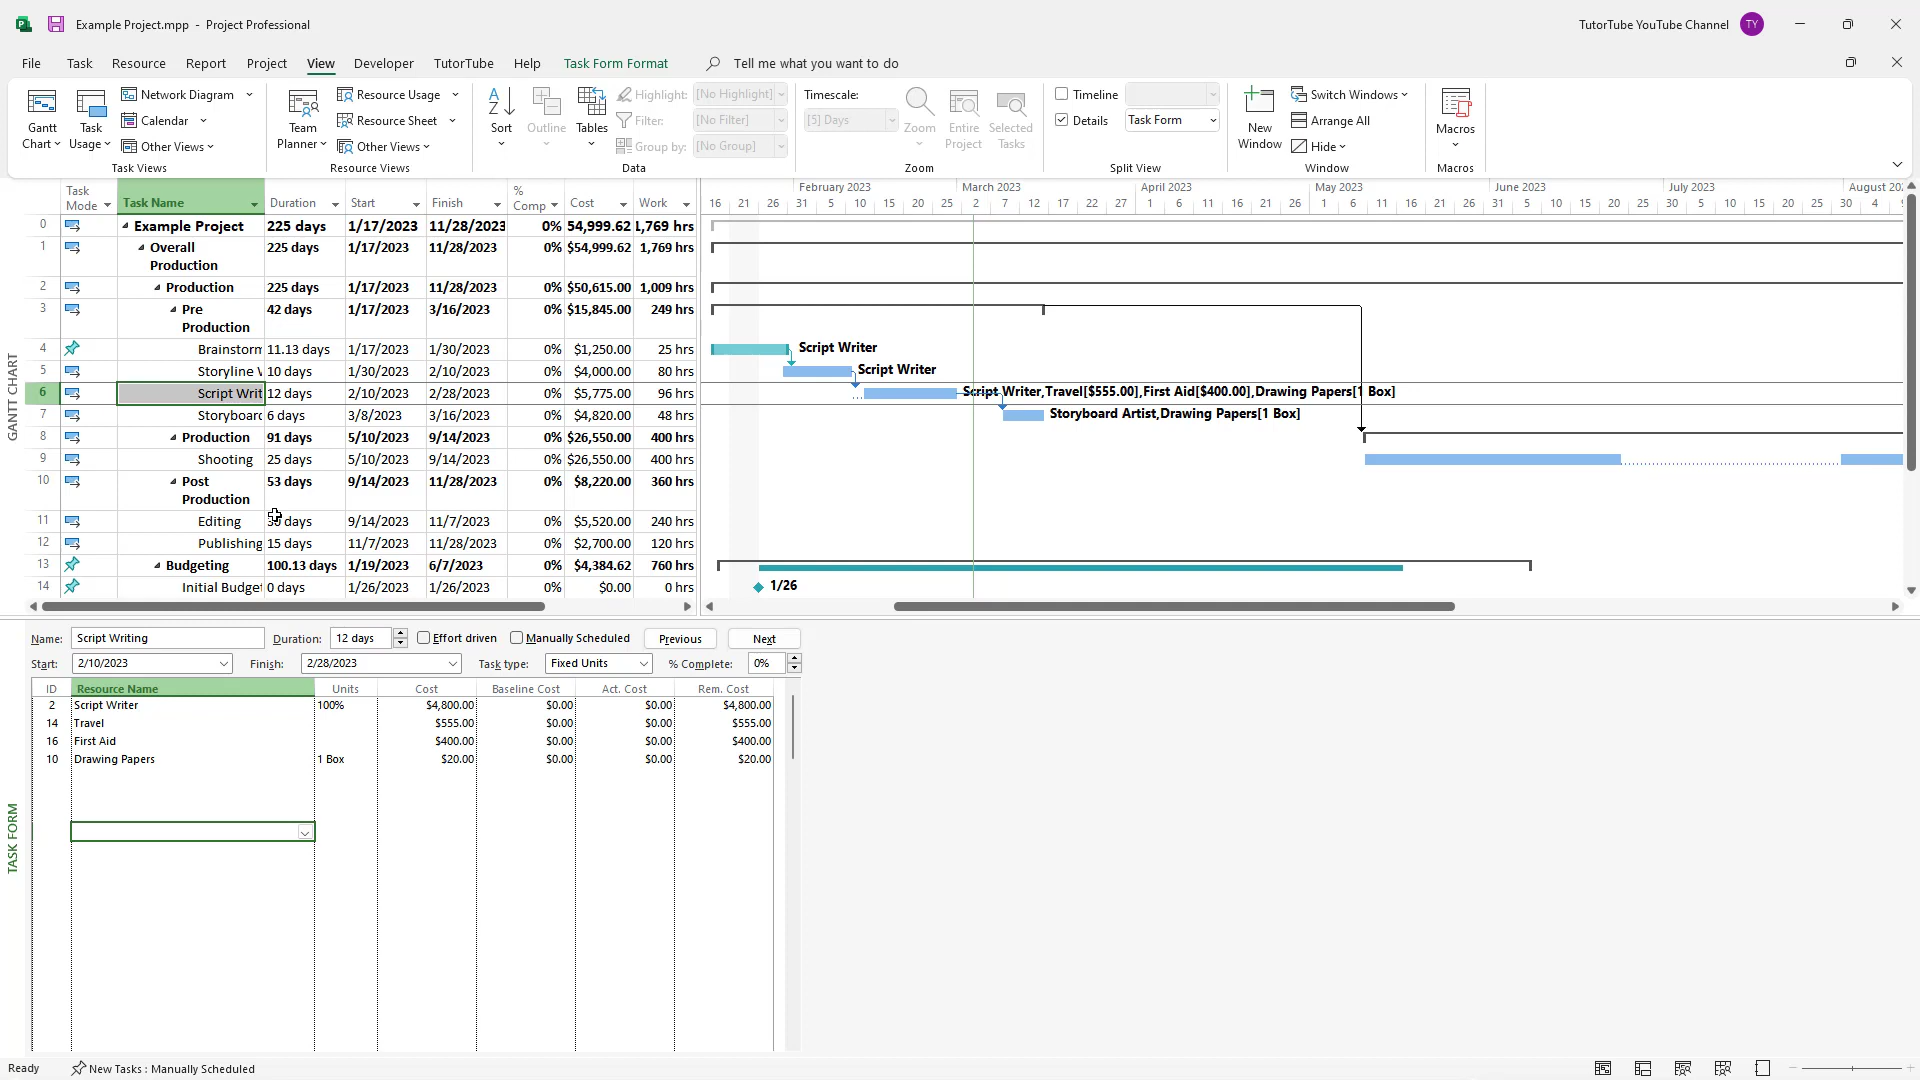 Example Project.mpp - Project Professional
TutorTube YouTube Channel TY
File Task Resource Report Project View Developer TutorTube Help Task Form Format Tell me what you want to do
Gantt Chart
Task Usage
Network Diagram
Calendar
Other Views
Task Views
Team Planner
Resource Usage
Resource Sheet
Other Views
Resource Views
Sort
Outline
Tables
Highlight: [No Highlight]
Filter: [No Filter]
Group by: [No Group]
Data
Timescale:
[5] Days
Zoom
Entire Project
Selected Tasks
Zoom
Timeline
Details Task Form
Split View
New Window
Switch Windows
Arrange All
Hide
Window
Macros
Macros
GANTT CHART
Task Mode Task Name Duration Start Finish % Comp Cost Work
0 Example Project 225 days 1/17/2023 11/28/2023 0% 54,999.62 1,769 hrs
1 Overall Production 225 days 1/17/2023 11/28/2023 0% $54,999.62 1,769 hrs
2 Production 225 days 1/17/2023 11/28/2023 0% $50,615.00 1,009 hrs
3 Pre Production 42 days 1/17/2023 3/16/2023 0% $15,845.00 249 hrs
4 Brainstorm 11.13 days 1/17/2023 1/30/2023 0% $1,250.00 25 hrs
5 Storyline 10 days 1/30/2023 2/10/2023 0% $4,000.00 80 hrs
6 Script Writ 12 days 2/10/2023 2/28/2023 0% $5,775.00 96 hrs
7 Storyboard 6 days 3/8/2023 3/16/2023 0% $4,820.00 48 hrs
8 Production 91 days 5/10/2023 9/14/2023 0% $26,550.00 400 hrs
9 Shooting 25 days 5/10/2023 9/14/2023 0% $26,550.00 400 hrs
10 Post Production 53 days 9/14/2023 11/28/2023 0% $8,220.00 360 hrs
11 Editing days 9/14/2023 11/7/2023 0% $5,520.00 240 hrs
12 Publishing 15 days 11/7/2023 11/28/2023 0% $2,700.00 120 hrs
13 Budgeting 100.13 days 1/19/2023 6/7/2023 0% $4,384.62 760 hrs
14 Initial Budget 0 days 1/26/2023 1/26/2023 0% $0.00 0 hrs
February 2023 March 2023 April 2023 May 2023 June 2023 July 2023 August 202
16 21 26 31 5 10 15 20 25 2 7 12 17 22 27 1 6 11 16 21 26 1 6 11 16 21 26 31 5 10 15 20 25 30 5 10 15 20 25 30 4
Script Writer
Script Writer
Script Writer,Travel[$555.00],First Aid[$400.00],Drawing Papers[1 Box]
Storyboard Artist,Drawing Papers[1 Box]
1/26
TASK FORM
Name: Script Writing Duration: 12 days Effort driven Manually Scheduled Previous Next
Start: 2/10/2023 Finish: 2/28/2023 Task type: Fixed Units % Complete: 0%
ID Resource Name Units Cost Baseline Cost Act. Cost Rem. Cost
2 Script Writer 100% $4,800.00 $0.00 $0.00 $4,800.00
14 Travel $555.00 $0.00 $0.00 $555.00
16 First Aid $400.00 $0.00 $0.00 $400.00
10 Drawing Papers 1 Box $20.00 $0.00 $0.00 $20.00
Ready New Tasks : Manually Scheduled